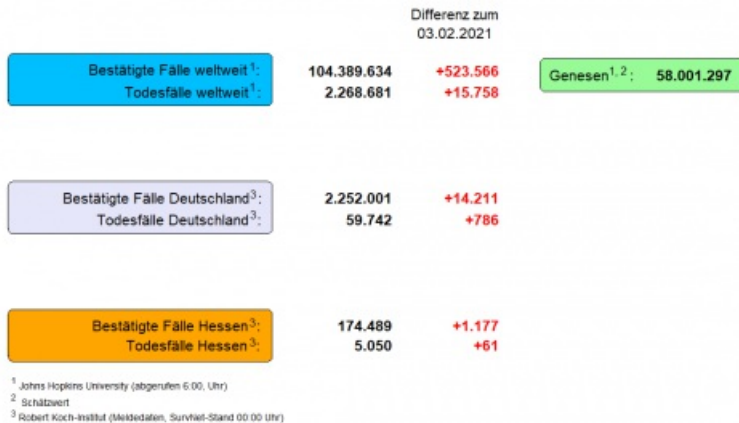 Differenz zum
03.02.2021
Bestätigte Fälle weltweit¹: 104.389.634 +523.566 Genesen¹,²: 58.001.297
Todesfälle weltweit¹: 2.268.681 +15.758
Bestätigte Fälle Deutschland³: 2.252.001 +14.211
Todesfälle Deutschland³: 59.742 +786
Bestätigte Fälle Hessen³: 174.489 +1.177
Todesfälle Hessen³: 5.050 +61
¹ Johns Hopkins University (abgerufen 6:00, Uhr)
² Schätzwert
³ Robert Koch-Institut (Meldedaten, SurvNet-Stand 00:00 Uhr)